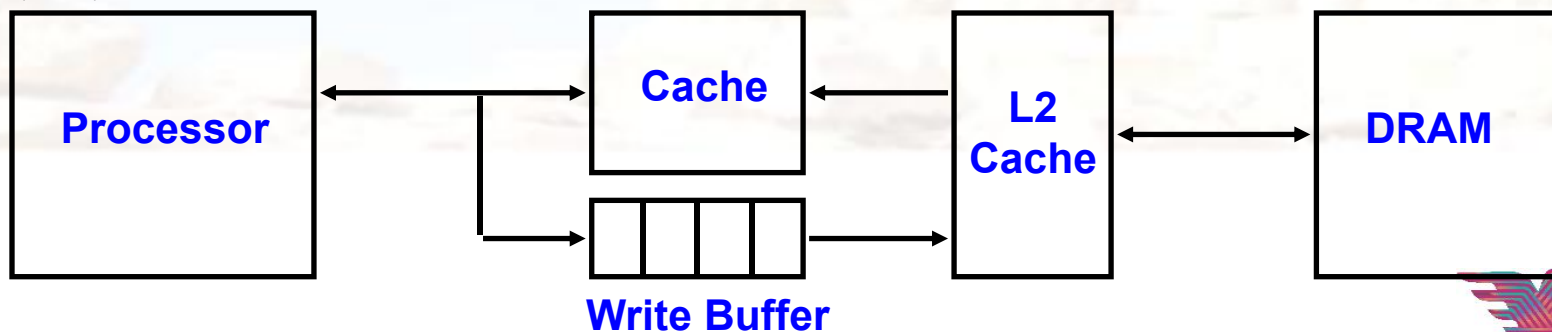 Processor
Cache
L2
Cache
DRAM
Write Buffer